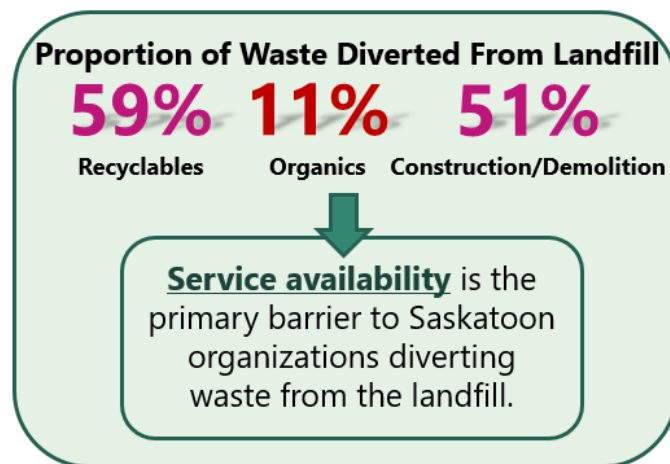 Proportion of Waste Diverted From Landfill
59% 11% 51%
Recyclables Organics Construction/Demolition
Service availability is the
primary barrier to Saskatoon
organizations diverting
waste from the landfill.